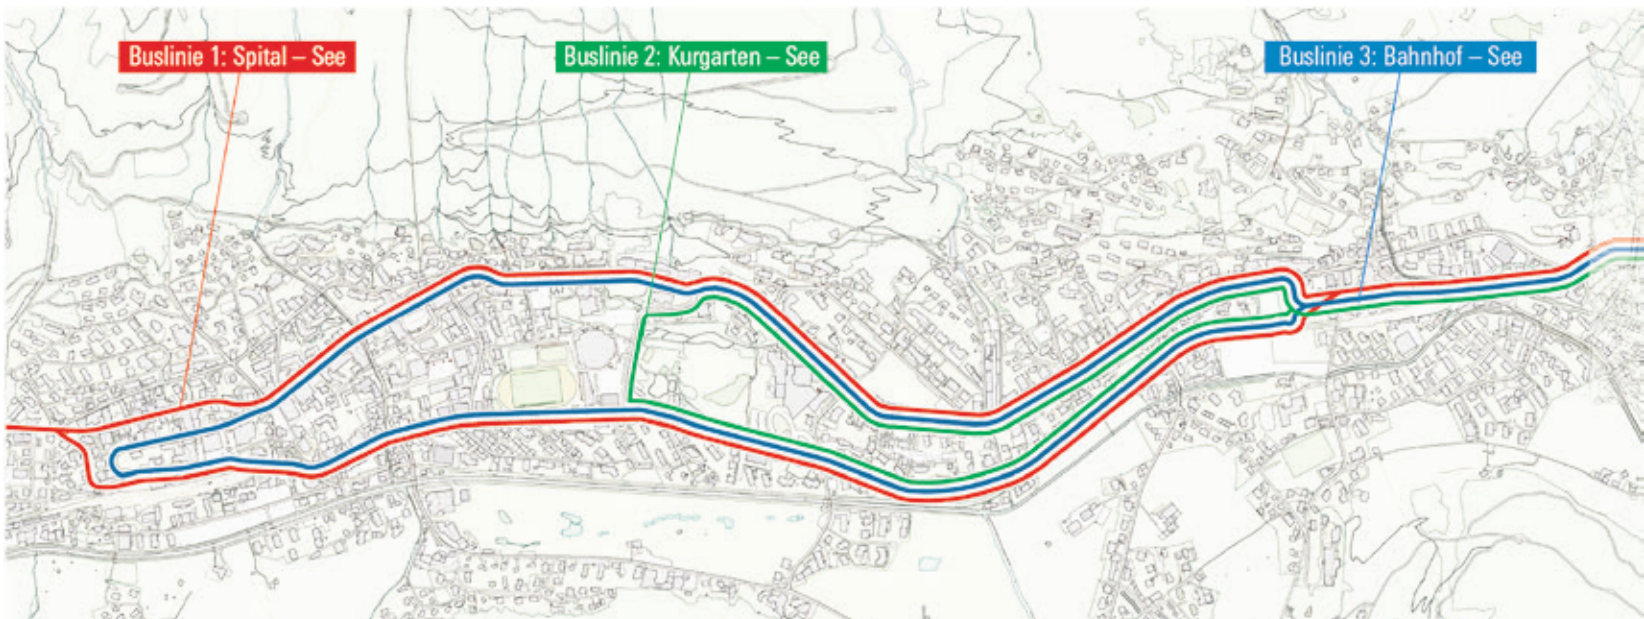 Buslinie 1: Spital – See
Buslinie 2: Kurgarten – See
Buslinie 3: Bahnhof – See